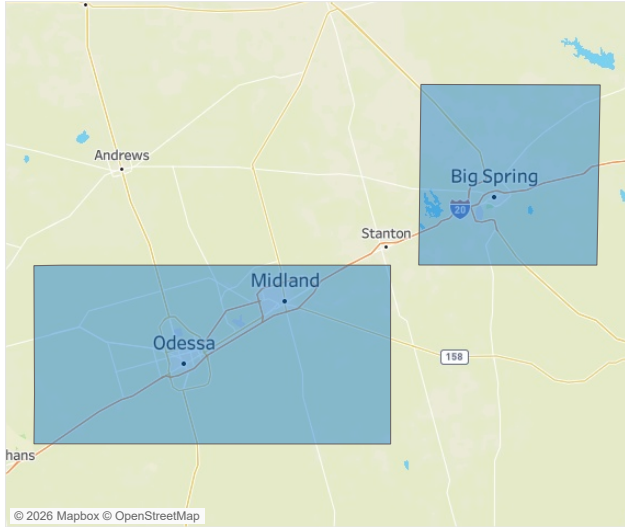 Andrews
Big Spring
20
Stanton
Midland
Odessa
158
hans
© 2026 Mapbox © OpenStreetMap